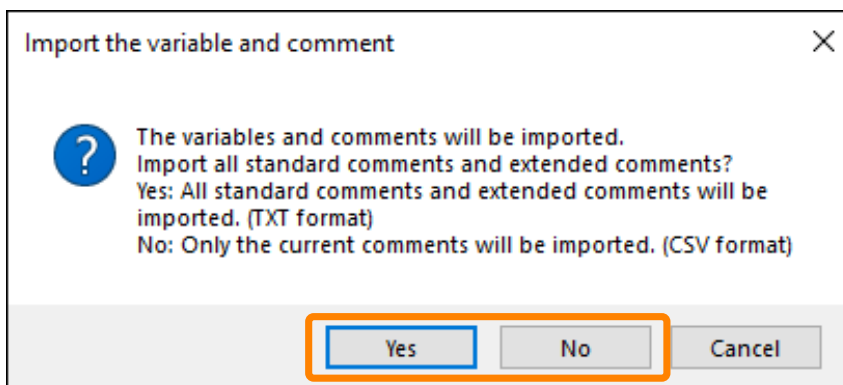 Import the variable and comment
The variables and comments will be imported.
Import all standard comments and extended comments?
Yes: All standard comments and extended comments will be
imported. (TXT format)
No: Only the current comments will be imported. (CSV format)
Yes No Cancel